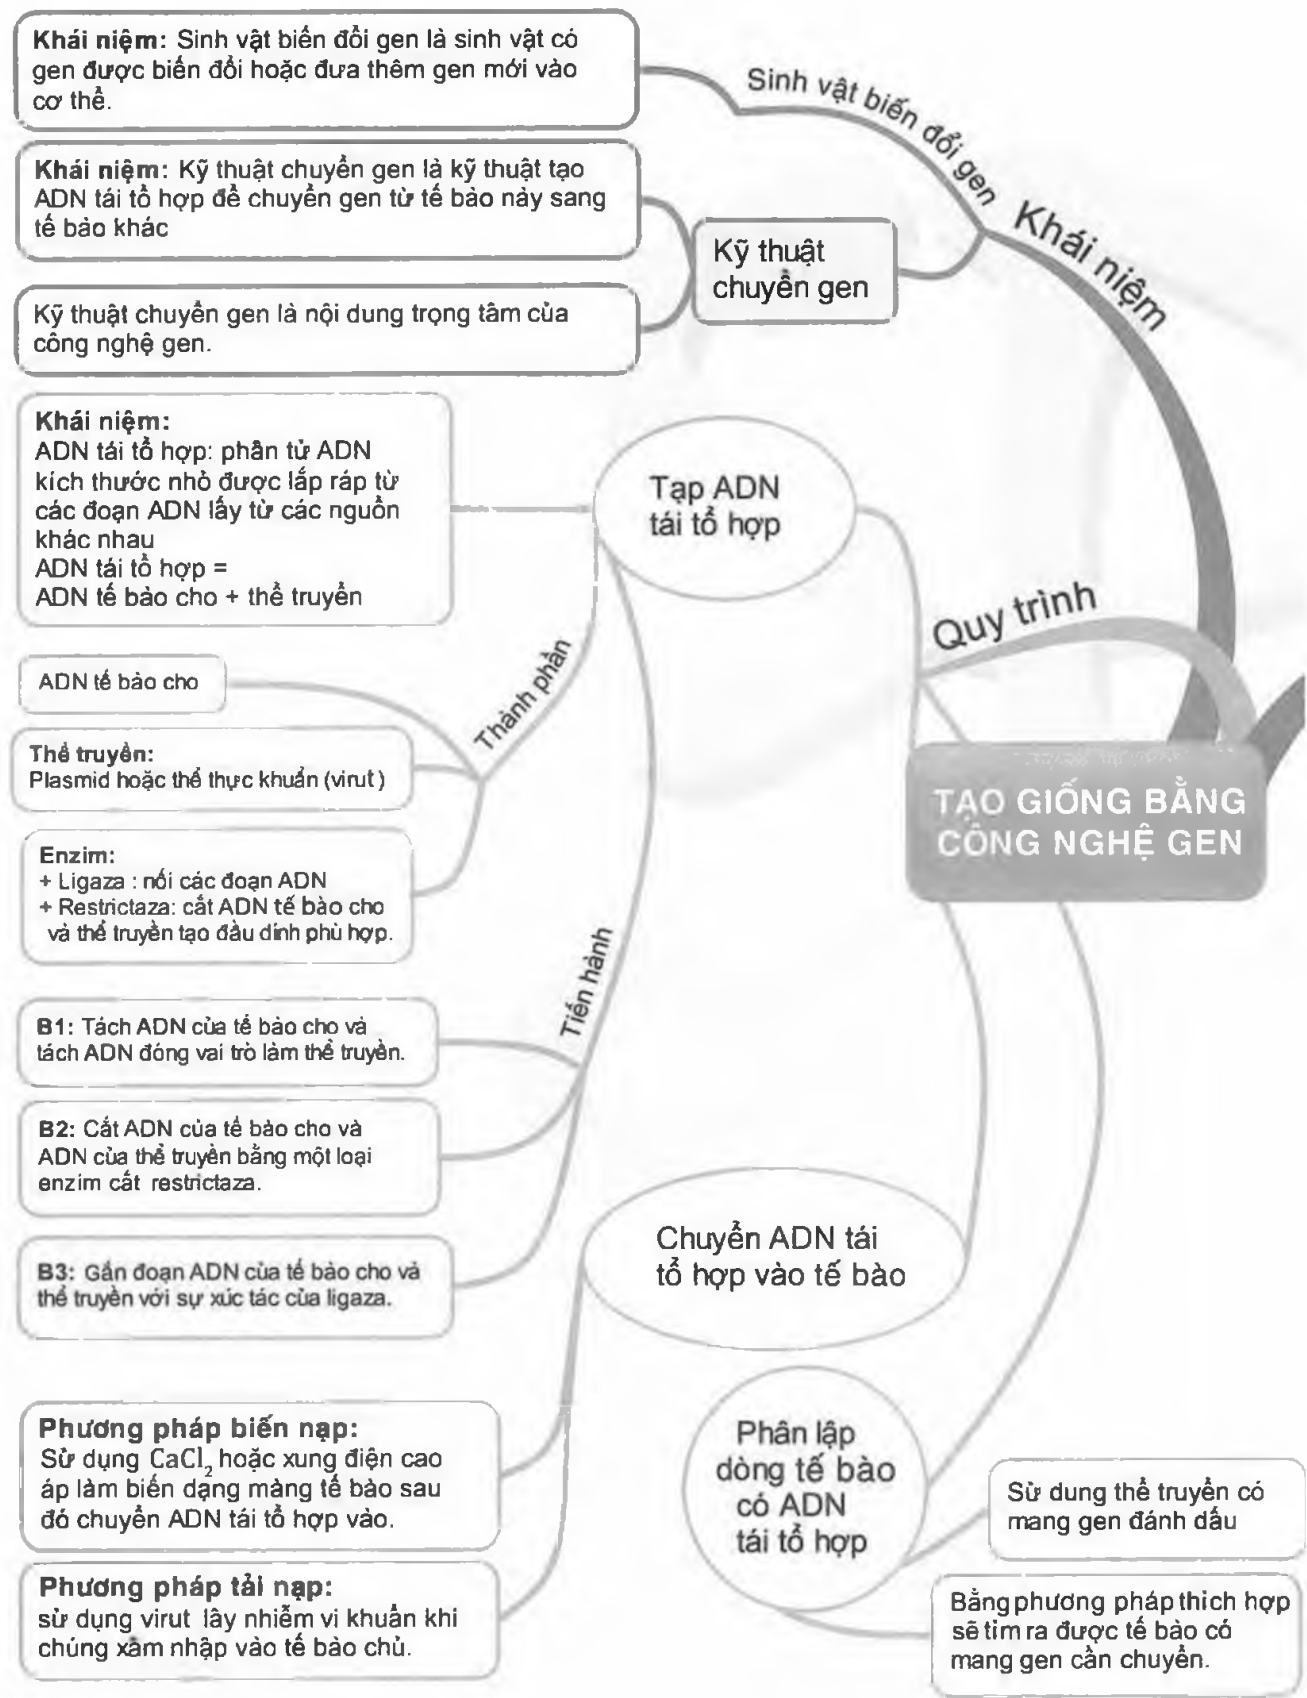 Khái niệm: Sinh vật biến đổi gen là sinh vật có
gen được biến đổi hoặc đưa thêm gen mới vào
cơ thể.
Sinh vật biến đổi gen
Khái niệm
Khái niệm: Kỹ thuật chuyển gen là kỹ thuật tạo
ADN tái tổ hợp để chuyển gen từ tế bào này sang
tế bào khác
Kỹ thuật
chuyển gen
Kỹ thuật chuyển gen là nội dung trọng tâm của
công nghệ gen.
Khái niệm:
ADN tái tổ hợp: phân tử ADN
kích thước nhỏ được lắp ráp từ
các đoạn ADN lấy từ các nguồn
khác nhau
ADN tái tổ hợp =
ADN tế bào cho + thể truyền
Tạp ADN
tái tổ hợp
Quy trình
Thành phần
ADN tế bào cho
Thể truyền:
Plasmid hoặc thể thực khuẩn (virut)
Enzim:
+ Ligaza : nối các đoạn ADN
+ Restrictaza: cắt ADN tế bào cho
và thể truyền tạo đầu dính phù hợp.
TẠO GIỐNG BẰNG
CÔNG NGHỆ GEN
Tiến hành
B1: Tách ADN của tế bào cho và
tách ADN đóng vai trò làm thể truyền.
B2: Cắt ADN của tế bào cho và
ADN của thể truyền bằng một loại
enzim cắt restrictaza.
B3: Gắn đoạn ADN của tế bào cho và
thể truyền với sự xúc tác của ligaza.
Chuyển ADN tái
tổ hợp vào tế bào
Phương pháp biến nạp:
Sử dụng CaCl₂ hoặc xung điện cao
áp làm biến dạng màng tế bào sau
đó chuyển ADN tái tổ hợp vào.
Phương pháp tải nạp:
sử dụng virut lây nhiễm vi khuẩn khi
chúng xâm nhập vào tế bào chủ.
Phân lập
dòng tế bào
có ADN
tái tổ hợp
Sử dung thể truyền có
mang gen đánh dấu
Bằng phương pháp thích hợp
sẽ tìm ra được tế bào có
mang gen cần chuyển.